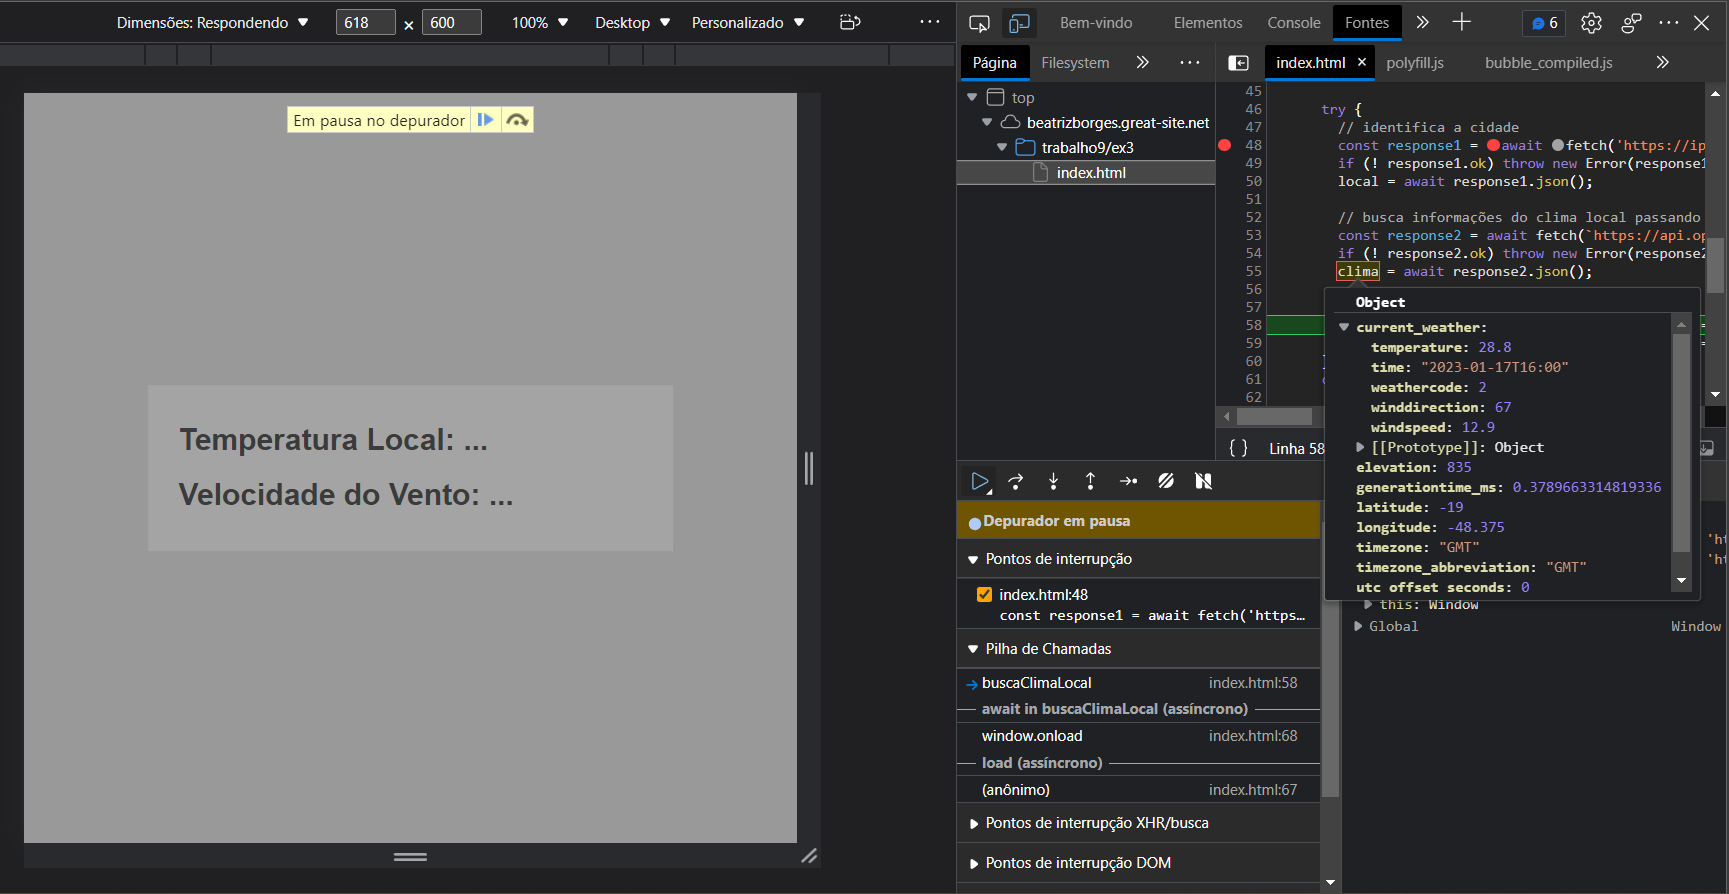 Dimensões: Respondendo ▼ 618 × 600 100% ▼ Desktop ▼ Personalizado ▼
Em pausa no depurador
Temperatura Local: ...
Velocidade do Vento: ...
Bem-vindo Elementos Console Fontes 6
Página Filesystem
top
beatrizborges.great-site.net
trabalho9/ex3
index.html
index.html × polyfill.js bubble_compiled.js
45
46 try {
47 // identifica a cidade
48 const response1 = await fetch('https://ip
49 if (! response1.ok) throw new Error(response1
50 local = await response1.json();
51
52 // busca informações do clima local passando
53 const response2 = await fetch(`https://api.op
54 if (! response2.ok) throw new Error(response2
55 clima = await response2.json();
56
57
58
59
60
61
62
Object
current_weather:
temperature: 28.8
time: "2023-01-17T16:00"
weathercode: 2
winddirection: 67
windspeed: 12.9
[[Prototype]]: Object
elevation: 835
generationtime_ms: 0.3789663314819336
latitude: -19
longitude: -48.375
timezone: "GMT"
timezone_abbreviation: "GMT"
utc_offset_seconds: 0
{ } Linha 58
'ht
'ht
this: Window
Global Window
Depurador em pausa
Pontos de interrupção
index.html:48
const response1 = await fetch('https…
Pilha de Chamadas
buscaClimaLocal index.html:58
await in buscaClimaLocal (assíncrono)
window.onload index.html:68
load (assíncrono)
(anônimo) index.html:67
Pontos de interrupção XHR/busca
Pontos de interrupção DOM